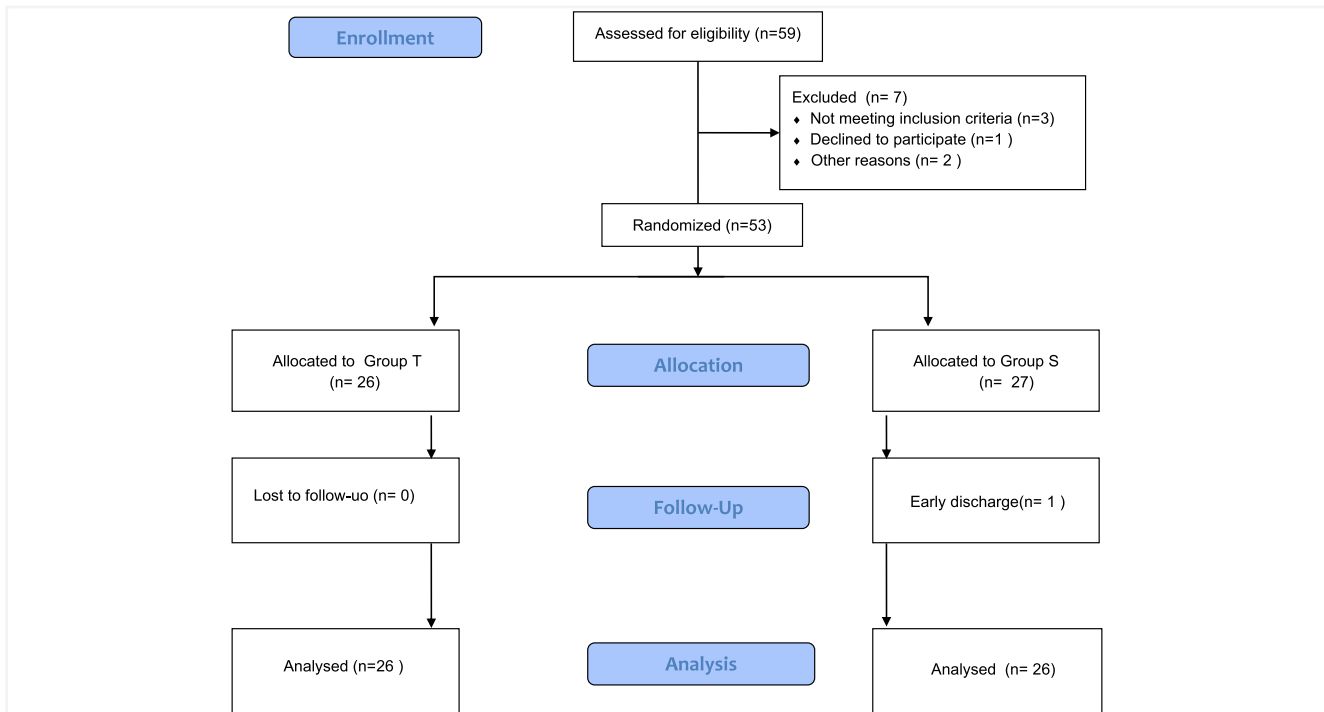 Enrollment
Assessed for eligibility (n=59)
Excluded (n= 7)
♦ Not meeting inclusion criteria (n=3)
♦ Declined to participate (n=1 )
♦ Other reasons (n= 2 )
Randomized (n=53)
Allocated to Group T
(n= 26)
Allocation
Allocated to Group S
(n= 27)
Lost to follow-uo (n= 0)
Follow-Up
Early discharge(n= 1 )
Analysed (n=26 )
Analysis
Analysed (n= 26)